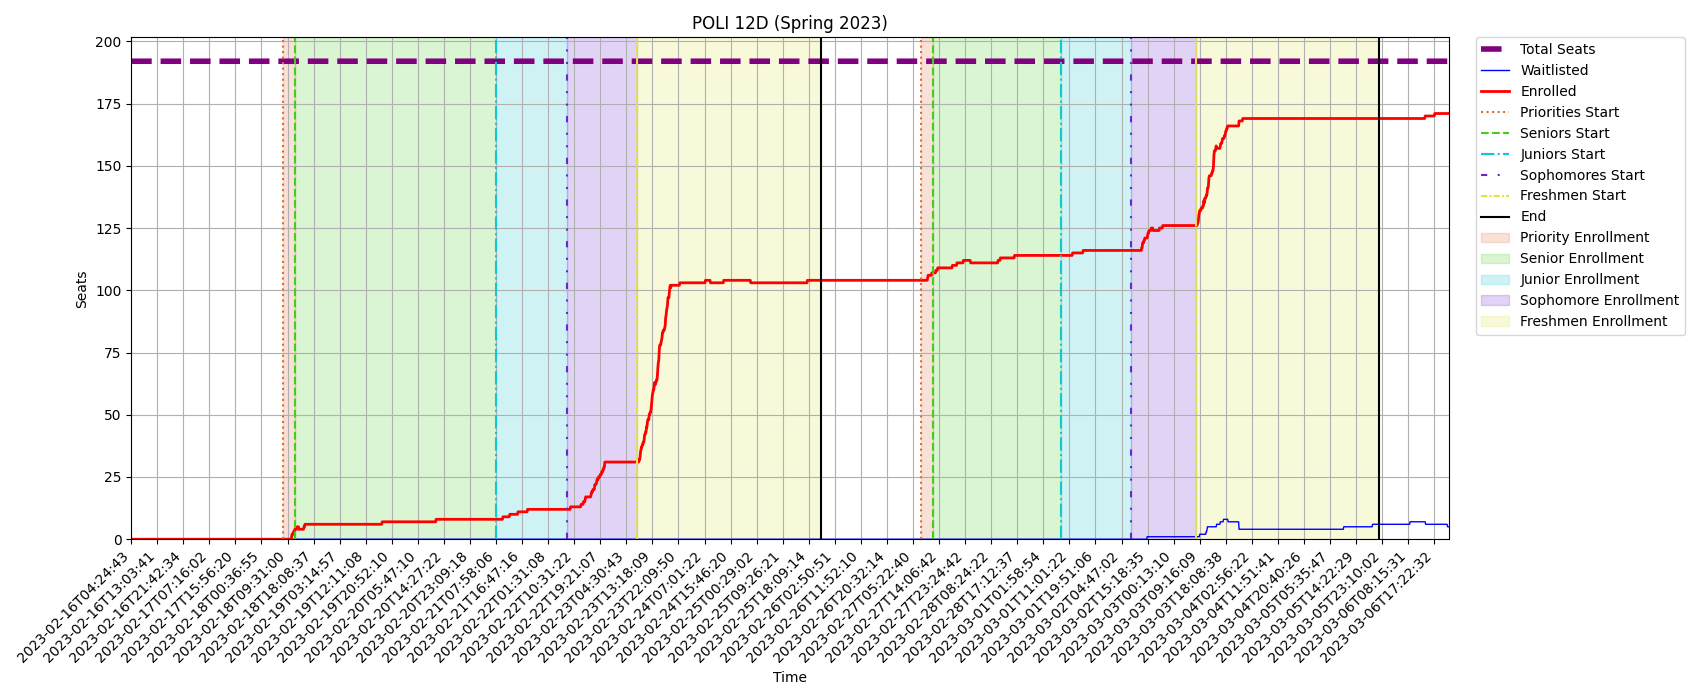 POLI 12D (Spring 2023)
Seats
200
175
150
125
100
75
50
25
0
2023-02-16T04:24:43
2023-02-16T13:03:41
2023-02-16T21:42:34
2023-02-17T07:16:02
2023-02-17T15:56:20
2023-02-18T00:36:55
2023-02-18T09:31:00
2023-02-18T18:08:37
2023-02-19T03:14:57
2023-02-19T12:11:08
2023-02-19T20:52:10
2023-02-20T05:47:10
2023-02-20T14:27:22
2023-02-20T23:09:18
2023-02-21T07:58:06
2023-02-21T16:47:16
2023-02-22T01:31:08
2023-02-22T10:31:22
2023-02-22T19:21:07
2023-02-23T04:30:43
2023-02-23T13:18:09
2023-02-23T22:09:50
2023-02-24T07:01:22
2023-02-24T15:46:20
2023-02-25T00:29:02
2023-02-25T09:26:21
2023-02-25T18:09:14
2023-02-26T02:50:51
2023-02-26T11:52:10
2023-02-26T20:32:14
2023-02-27T05:22:40
2023-02-27T14:06:42
2023-02-27T23:24:42
2023-02-28T08:24:22
2023-02-28T17:12:37
2023-03-01T01:58:54
2023-03-01T11:01:22
2023-03-01T19:51:06
2023-03-02T04:47:02
2023-03-02T15:18:35
2023-03-03T00:13:16
2023-03-03T09:16:09
2023-03-03T18:08:38
2023-03-04T02:56:22
2023-03-04T11:51:41
2023-03-04T20:40:26
2023-03-05T05:35:47
2023-03-05T14:22:29
2023-03-05T23:10:02
2023-03-06T08:15:31
2023-03-06T17:22:32
Time
Total Seats
Waitlisted
Enrolled
Priorities Start
Seniors Start
Juniors Start
Sophomores Start
Freshmen Start
End
Priority Enrollment
Senior Enrollment
Junior Enrollment
Sophomore Enrollment
Freshmen Enrollment